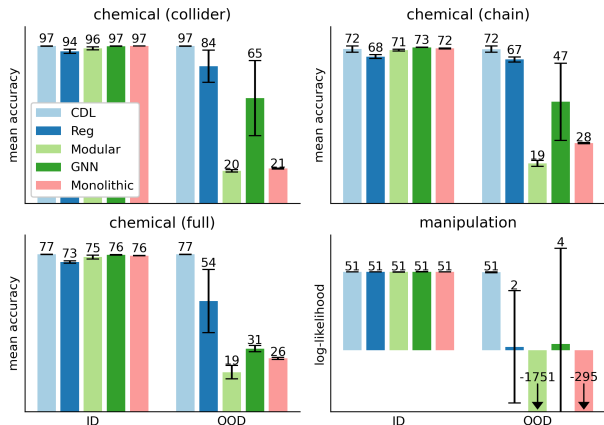 chemical (collider)
mean accuracy
97 94 96 97 97 97 84 20 65 21
CDL
Reg
Modular
GNN
Monolithic
chemical (chain)
mean accuracy
72 68 71 73 72 72 67 19 47 28
chemical (full)
mean accuracy
77 73 75 76 76 77 54 19 31 26
ID OOD
manipulation
log-likelihood
51 51 51 51 51 51 2 -1751 4 -295
ID OOD